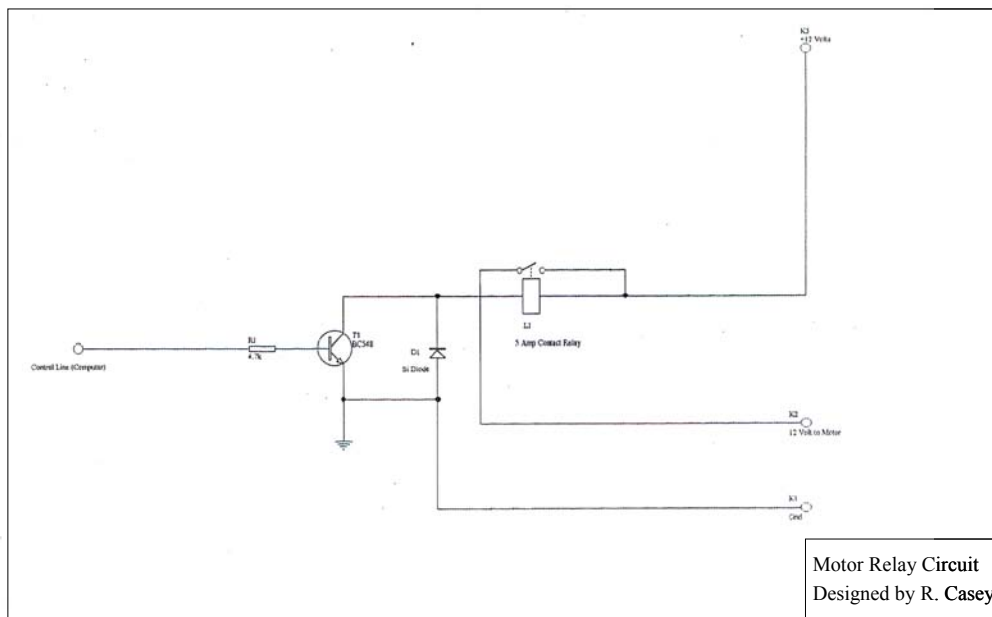 K3
+12 Volts
L1
5 Amp Contact Relay
T1
BC548
R1
4.7k
D1
Si Diode
Control Line (Computer)
K2
12 Volt to Motor
K1
Gnd
Motor Relay Circuit
Designed by R. Casey